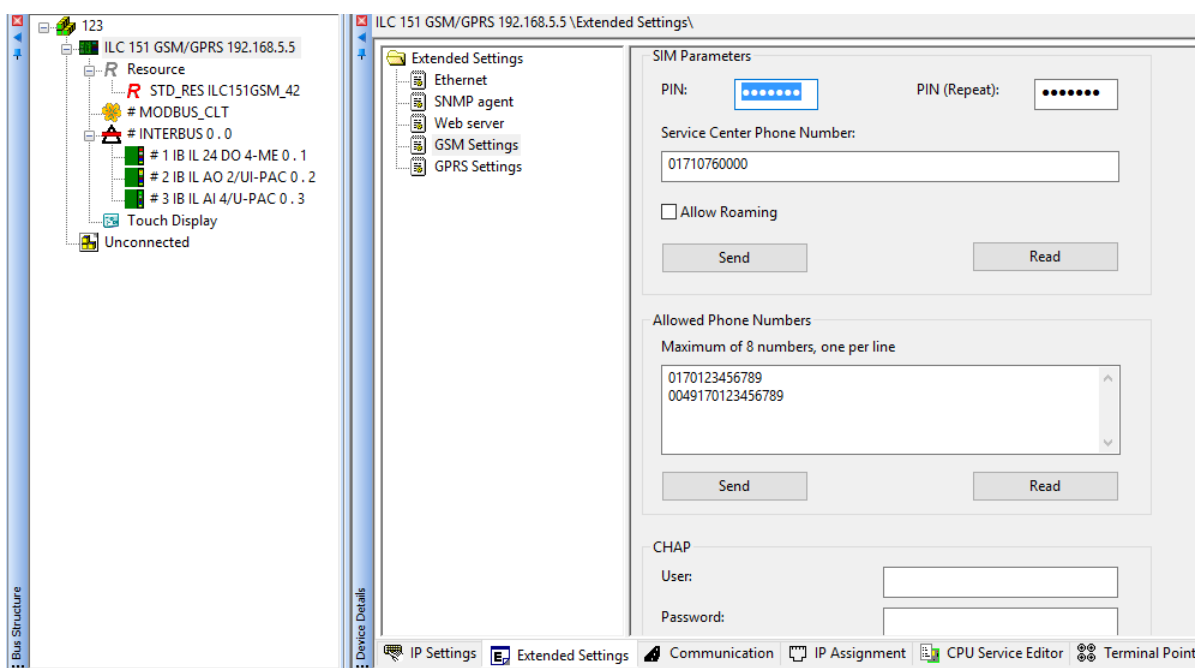 123
ILC 151 GSM/GPRS 192.168.5.5
R Resource
R STD_RES ILC151GSM_42
# MODBUS_CLT
# INTERBUS 0 . 0
# 1 IB IL 24 DO 4-ME 0 . 1
# 2 IB IL AO 2/UI-PAC 0 . 2
# 3 IB IL AI 4/U-PAC 0 . 3
Touch Display
Unconnected
Bus Structure
ILC 151 GSM/GPRS 192.168.5.5 \Extended Settings\
Extended Settings
Ethernet
SNMP agent
Web server
GSM Settings
GPRS Settings
Device Details
SIM Parameters
PIN: ••••••• PIN (Repeat): •••••••
Service Center Phone Number:
01710760000
Allow Roaming
Send Read
Allowed Phone Numbers
Maximum of 8 numbers, one per line
0170123456789
0049170123456789
Send Read
CHAP
User:
Password:
IP Settings E, Extended Settings Communication IP Assignment CPU Service Editor Terminal Point